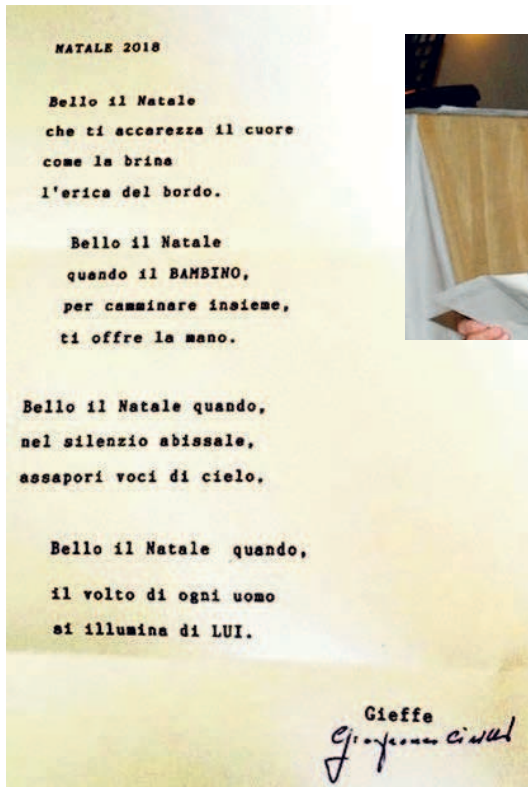 NATALE 2018
Bello il Natale
che ti accarezza il cuore
come la brina
l'erica del bordo.
Bello il Natale
quando il BAMBINO,
per camminare insieme,
ti offre la mano.
Bello il Natale quando,
nel silenzio abissale,
assapori voci di cielo.
Bello il Natale quando,
il volto di ogni uomo
si illumina di LUI.
Gieffe